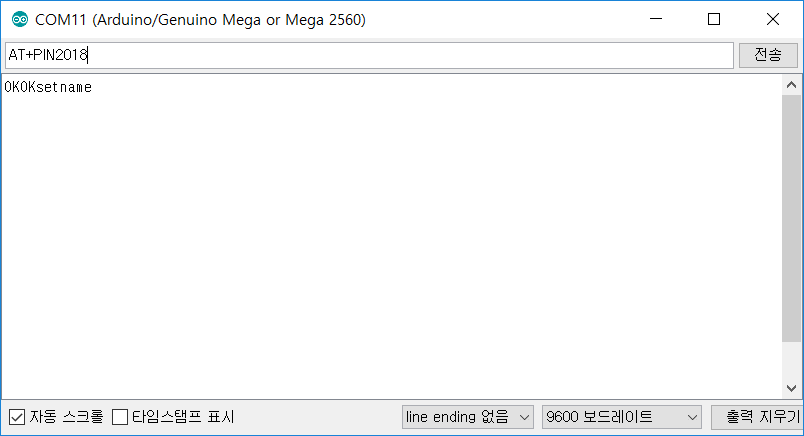 COM11 (Arduino/Genuino Mega or Mega 2560)
AT+PIN2018
전송
OKOKsetname
자동 스크롤 타임스탬프 표시 line ending 없음 9600 보드레이트 출력 지우기